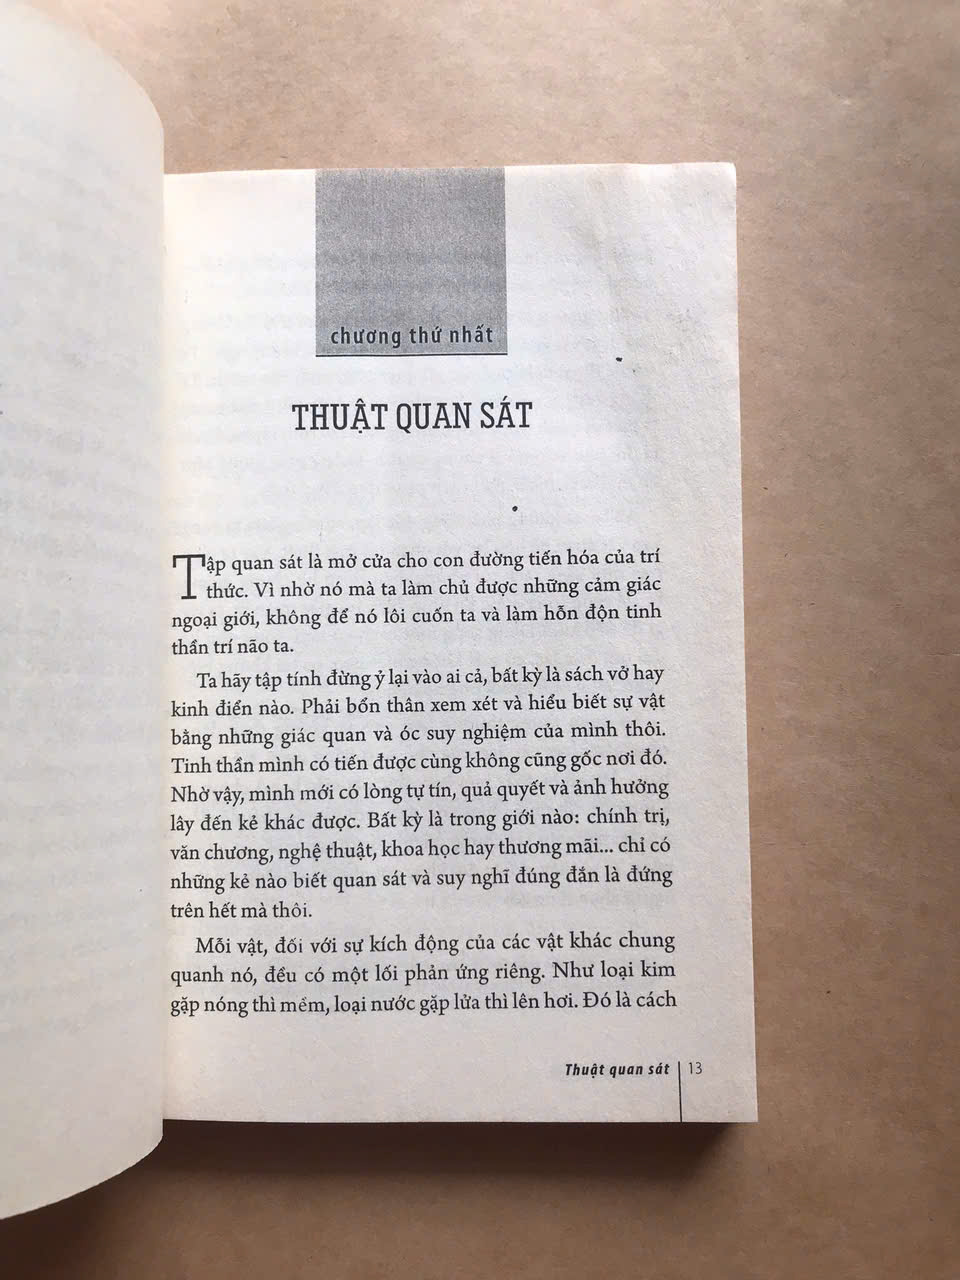 chương thứ nhất
THUẬT QUAN SÁT
Tập quan sát là mở cửa cho con đường tiến hóa của trí
thức. Vì nhờ nó mà ta làm chủ được những cảm giác
ngoại giới, không để nó lôi cuốn ta và làm hỗn độn tinh
thần trí não ta.
Ta hãy tập tính đừng ỷ lại vào ai cả, bất kỳ là sách vở hay
kinh điển nào. Phải bổn thân xem xét và hiểu biết sự vật
bằng những giác quan và óc suy nghiệm của mình thôi.
Tinh thần mình có tiến được cùng không cũng gốc nơi đó.
Nhờ vậy, mình mới có lòng tự tín, quả quyết và ảnh hưởng
lây đến kẻ khác được. Bất kỳ là trong giới nào: chính trị,
văn chương, nghệ thuật, khoa học hay thương mãi... chỉ có
những kẻ nào biết quan sát và suy nghĩ đúng đắn là đứng
trên hết mà thôi.
Mỗi vật, đối với sự kích động của các vật khác chung
quanh nó, đều có một lối phản ứng riêng. Như loại kim
gặp nóng thì mềm, loại nước gặp lửa thì lên hơi. Đó là cách
Thuật quan sát 13